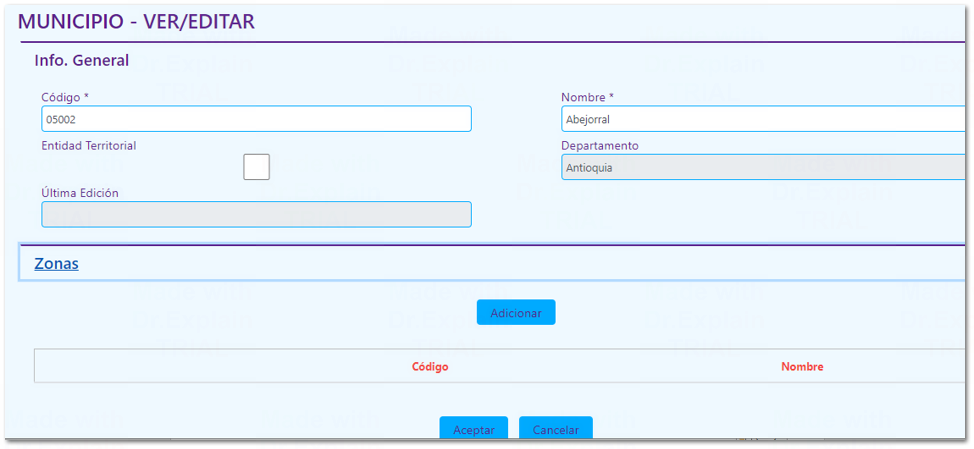 MUNICIPIO - VER/EDITAR
Info. General
Código * Nombre *
05002 Abejorral
Entidad Territorial Departamento
Antioquia
Última Edición
Zonas
Adicionar
Código Nombre
Aceptar Cancelar